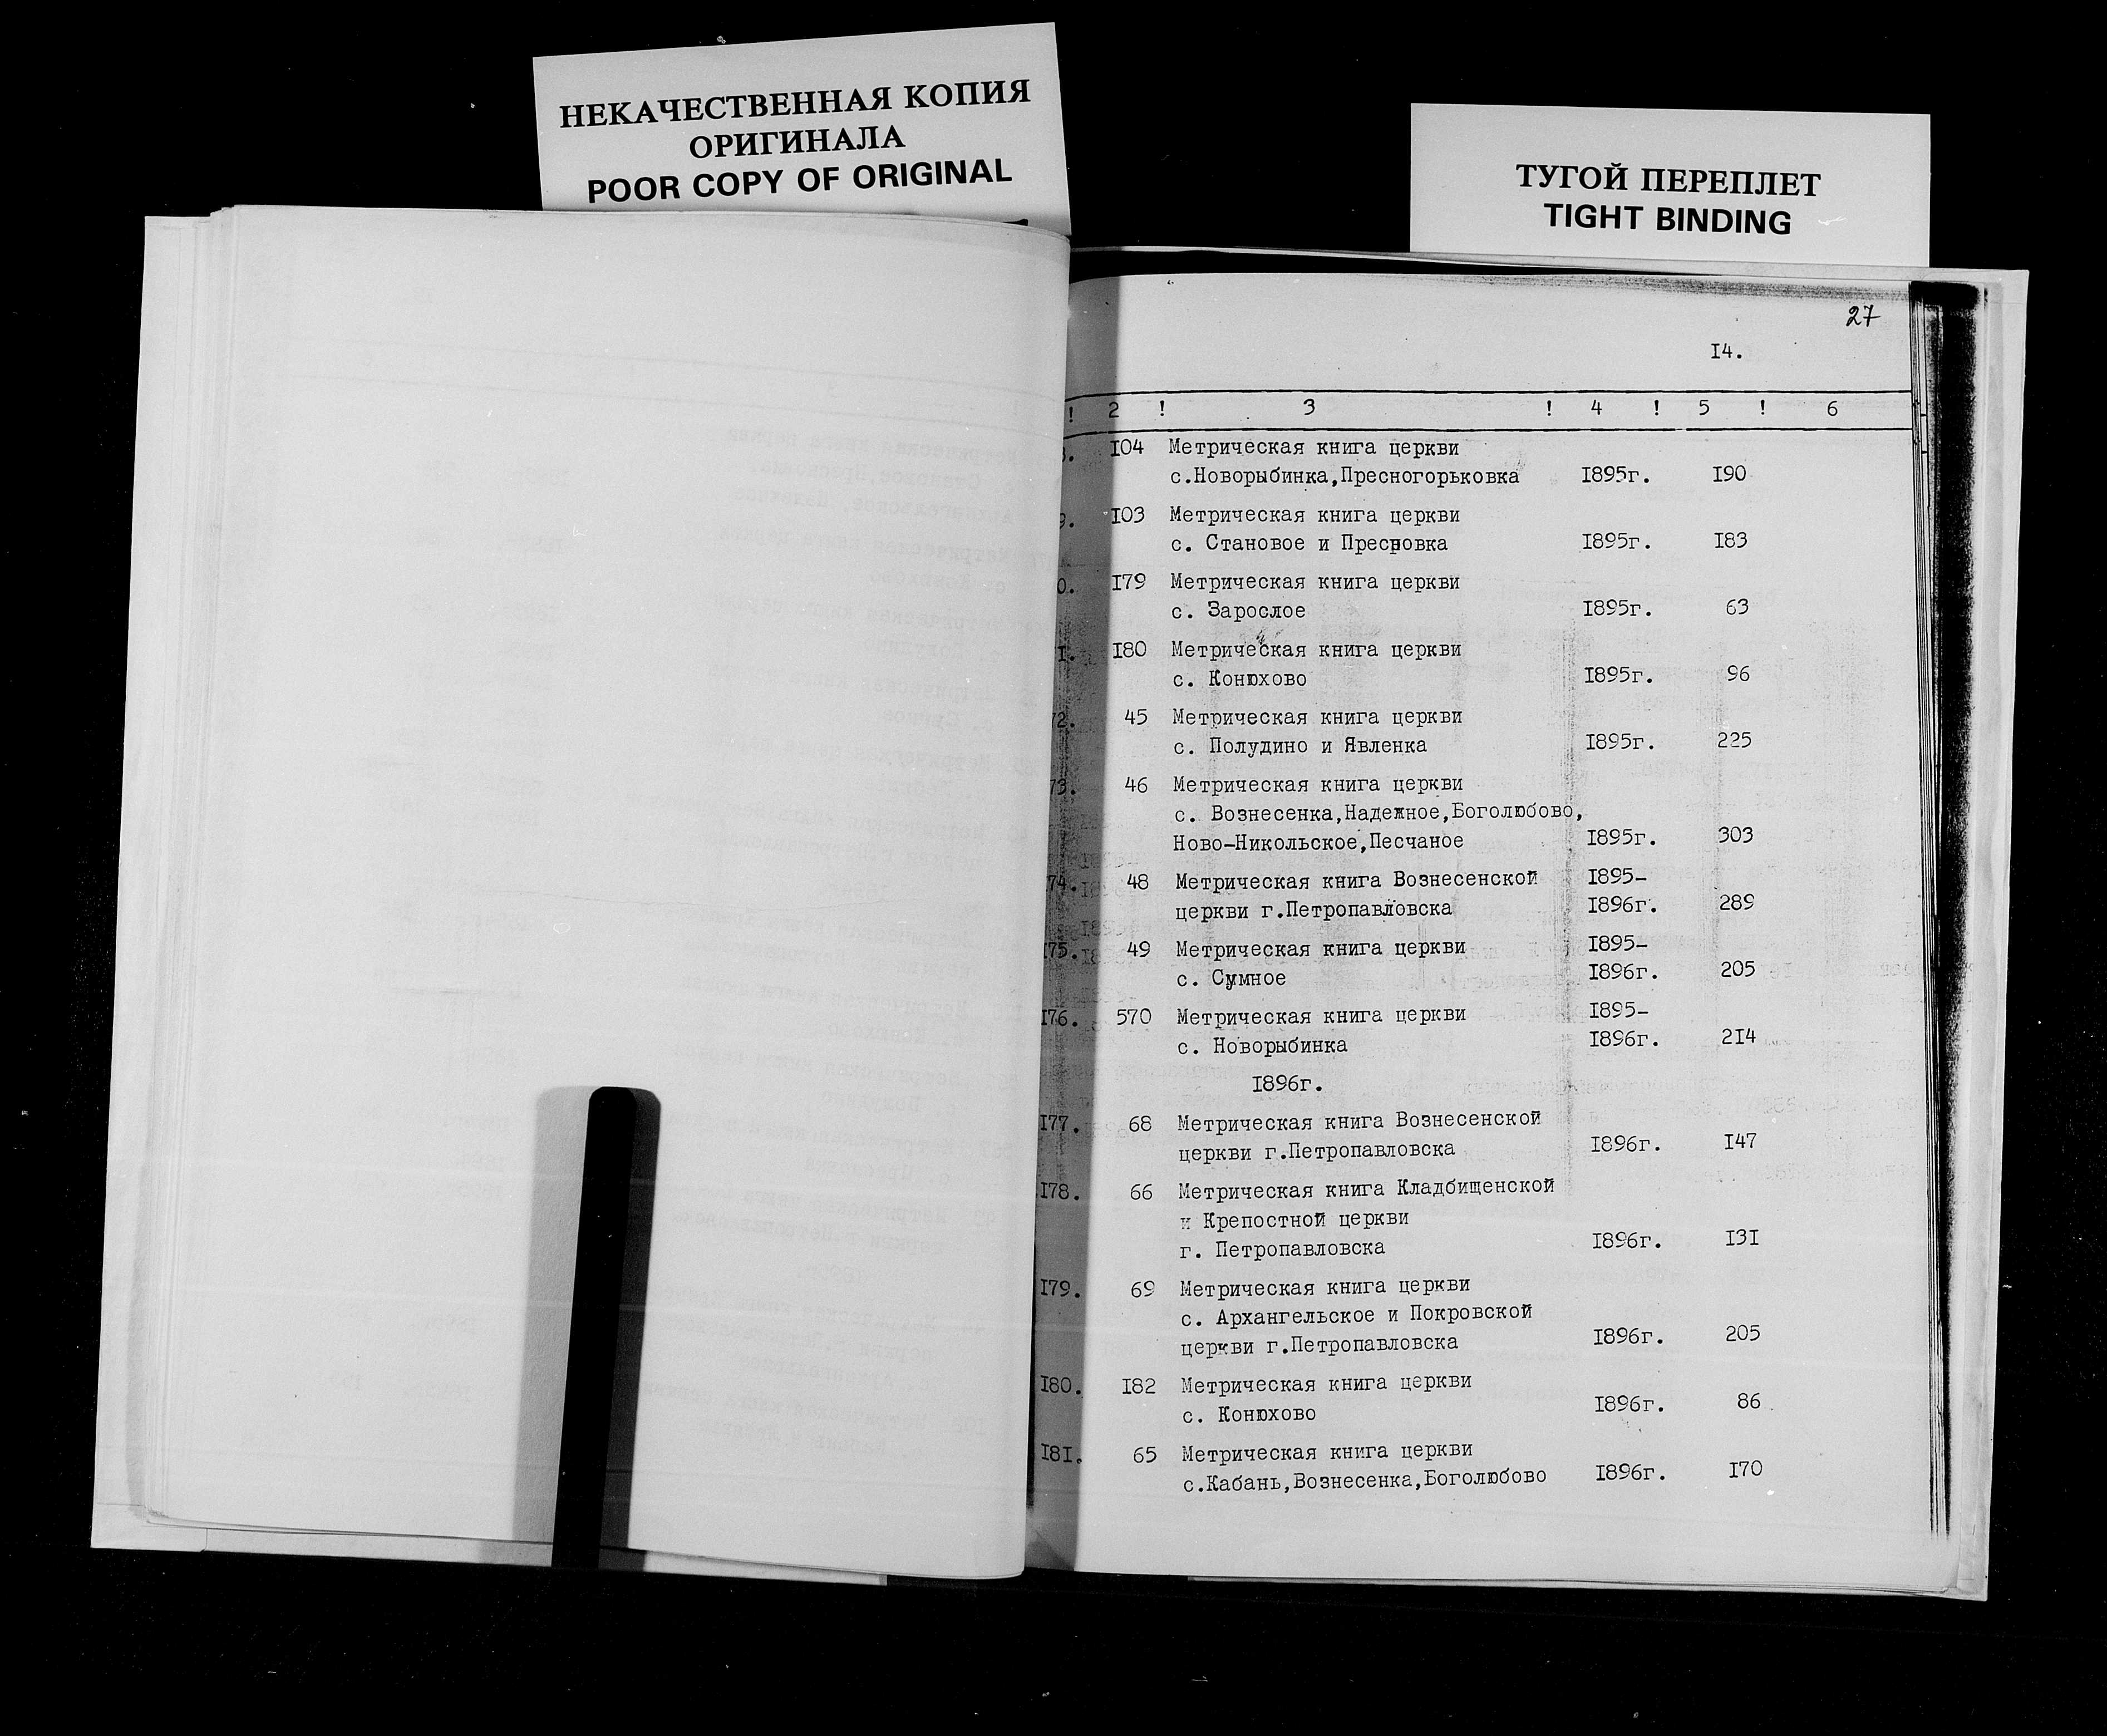 НЕКАЧЕСТВЕННАЯ КОПИЯ
ОРИГИНАЛА
POOR COPY OF ORIGINAL
ТУГОЙ ПЕРЕПЛЕТ
TIGHT BINDING
27
I4.
! 2 ! 3 ! 4 ! 5 ! 6
I04 Метрическая книга церкви
с.Новорыбинка,Пресногорьковка I895г. I90
9. I03 Метрическая книга церкви
с. Становое и Пресновка I895г. I83
0. I79 Метрическая книга церкви
с. Зарослое I895г. 63
I. I80 Метрическая книга церкви
с. Конюхово I895г. 96
72. 45 Метрическая книга церкви
с. Полудино и Явленка I895г. 225
73. 46 Метрическая книга церкви
с. Вознесенка,Надежное,Боголюбово,
Ново-Никольское,Песчаное I895г. 303
74. 48 Метрическая книга Вознесенской I895-
церкви г.Петропавловска I896г. 289
I75. 49 Метрическая книга церкви I895-
с. Сумное I896г. 205
I76. 570 Метрическая книга церкви I895-
с. Новорыбинка I896г. 2I4
I896г.
I77. 68 Метрическая книга Вознесенской
церкви г.Петропавловска I896г. I47
I78. 66 Метрическая книга Кладбищенской
и Крепостной церкви
г. Петропавловска I896г. I3I
I79. 69 Метрическая книга церкви
с. Архангельское и Покровской
церкви г.Петропавловска I896г. 205
I80. I82 Метрическая книга церкви
с. Конюхово I896г. 86
I8I. 65 Метрическая книга церкви
с.Кабань,Вознесенка,Боголюбово I896г. I70